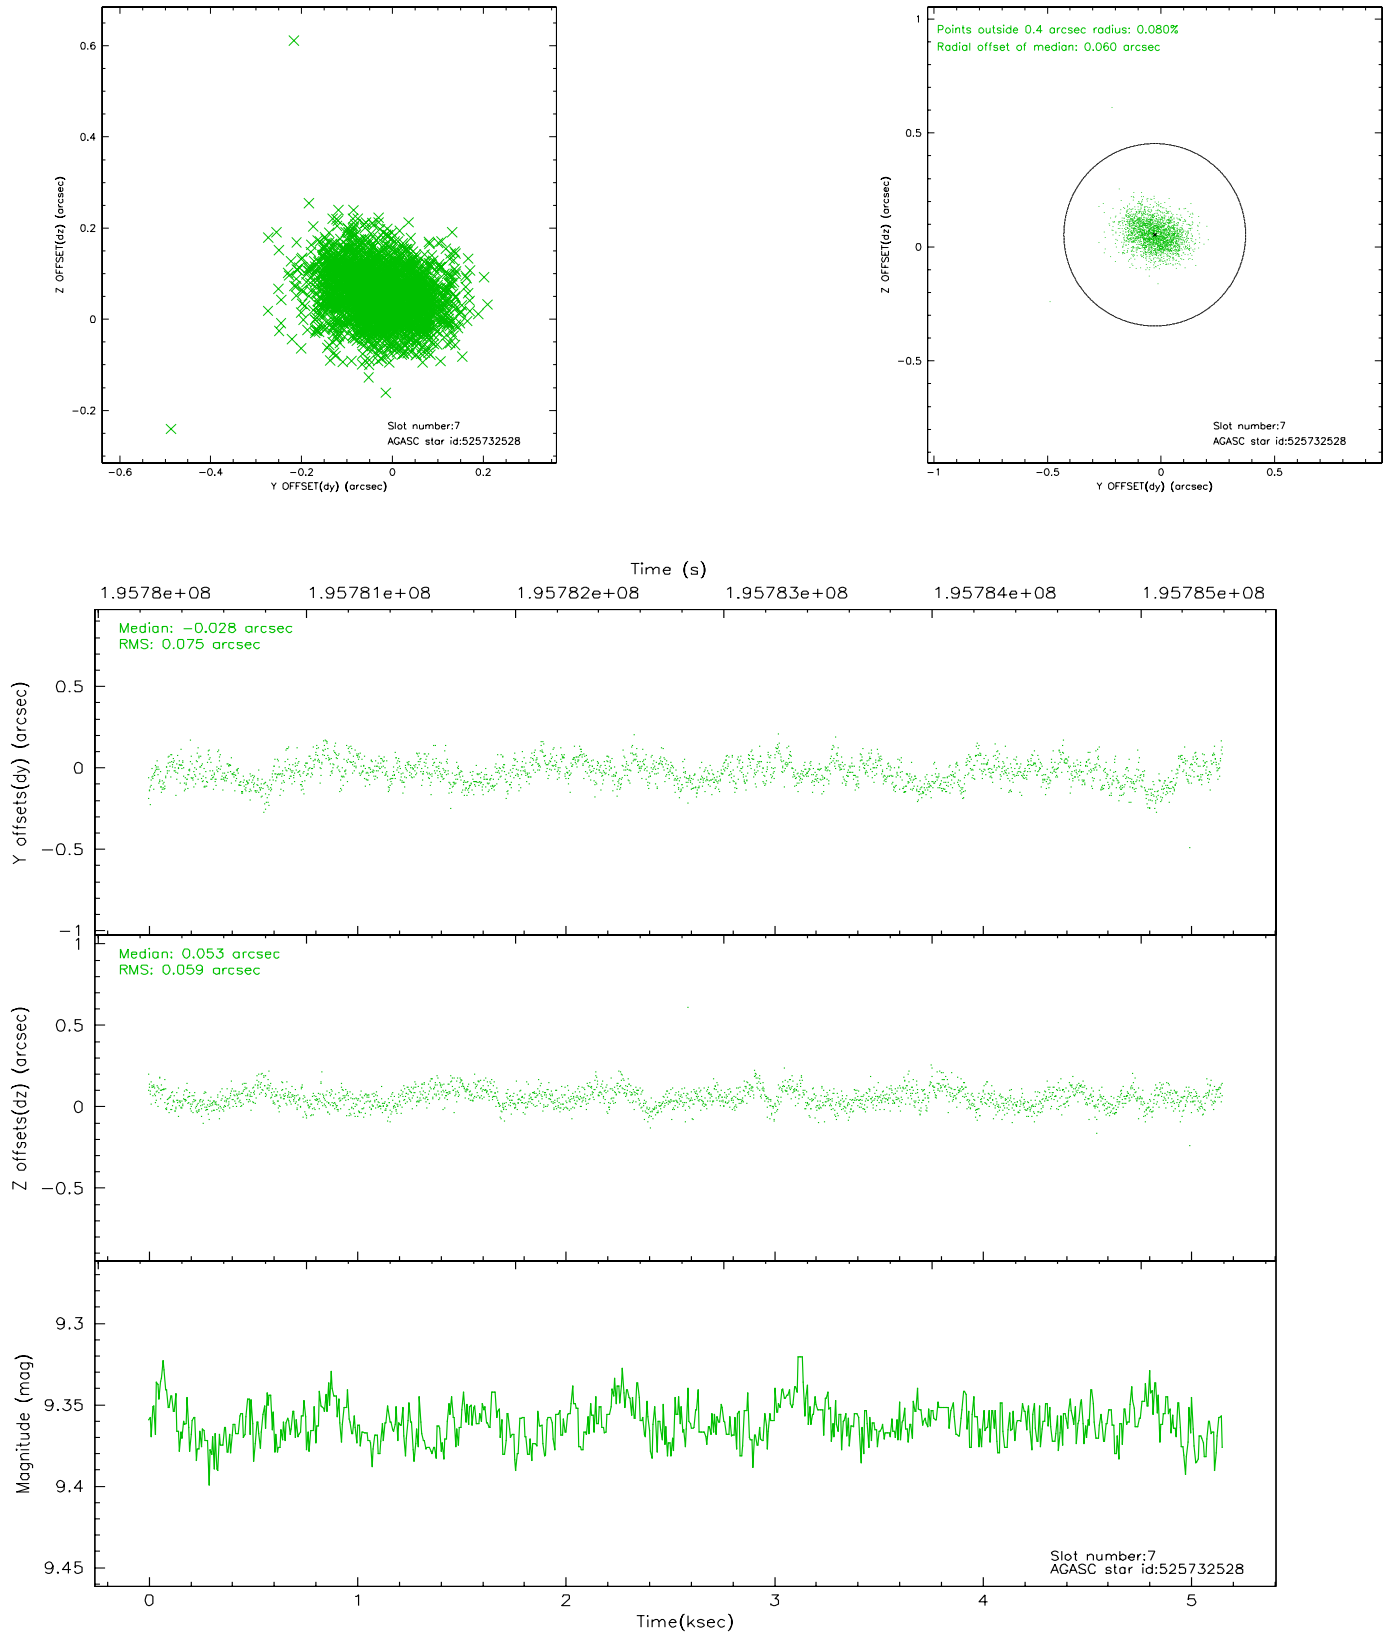 0.6
0.4
0.2
0
−0.2
Z OFFSET(dz) (arcsec)
Slot number:7
AGASC star id:525732528
−0.6 −0.4 −0.2 0 0.2
Y OFFSET(dy) (arcsec)
Points outside 0.4 arcsec radius: 0.080%
Radial offset of median: 0.060 arcsec
1
0.5
0
−0.5
Z OFFSET(dz) (arcsec)
Slot number:7
AGASC star id:525732528
−1 −0.5 0 0.5
Y OFFSET(dy) (arcsec)
Time (s)
1.9578e+08 1.95781e+08 1.95782e+08 1.95783e+08 1.95784e+08 1.95785e+08
Median: −0.028 arcsec
RMS: 0.075 arcsec
0.5
0
−0.5
−1
Y offsets(dy) (arcsec)
Median: 0.053 arcsec
RMS: 0.059 arcsec
1
0.5
0
−0.5
Z offsets(dz) (arcsec)
9.3
9.35
9.4
9.45
Magnitude (mag)
Slot number:7
AGASC star id:525732528
0 1 2 3 4 5
Time(ksec)